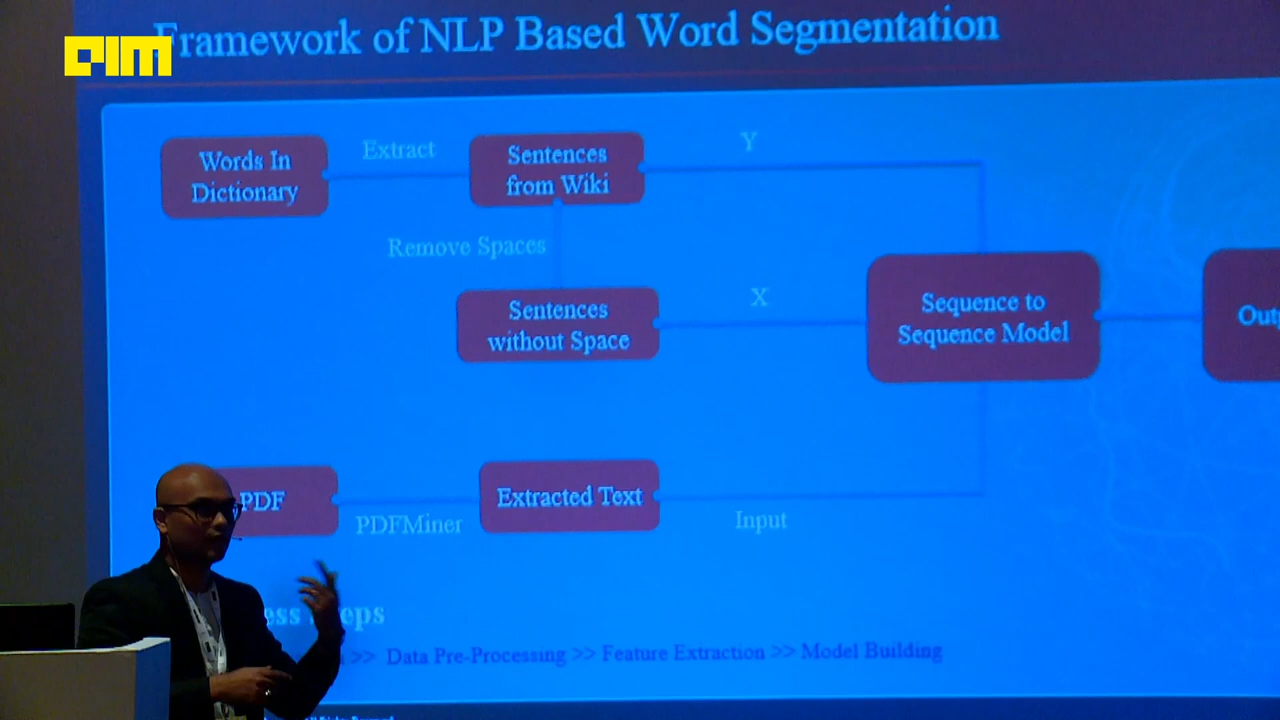 AIM
Framework of NLP Based Word Segmentation
Words In
Dictionary
Extract
Sentences
from Wiki
Y
Remove Spaces
Sentences
without Space
X
Sequence to
Sequence Model
PDF
PDFMiner
Extracted Text
Input
>> Data Pre-Processing >> Feature Extraction >> Model Building